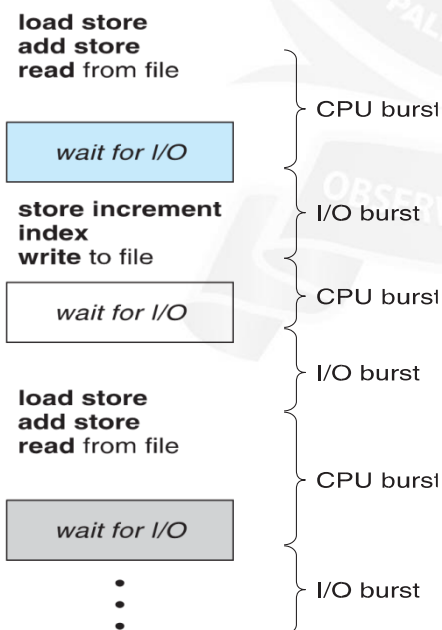 load store
add store
read from file
CPU burst
wait for I/O
store increment
index
write to file
I/O burst
CPU burst
wait for I/O
I/O burst
load store
add store
read from file
CPU burst
wait for I/O
I/O burst